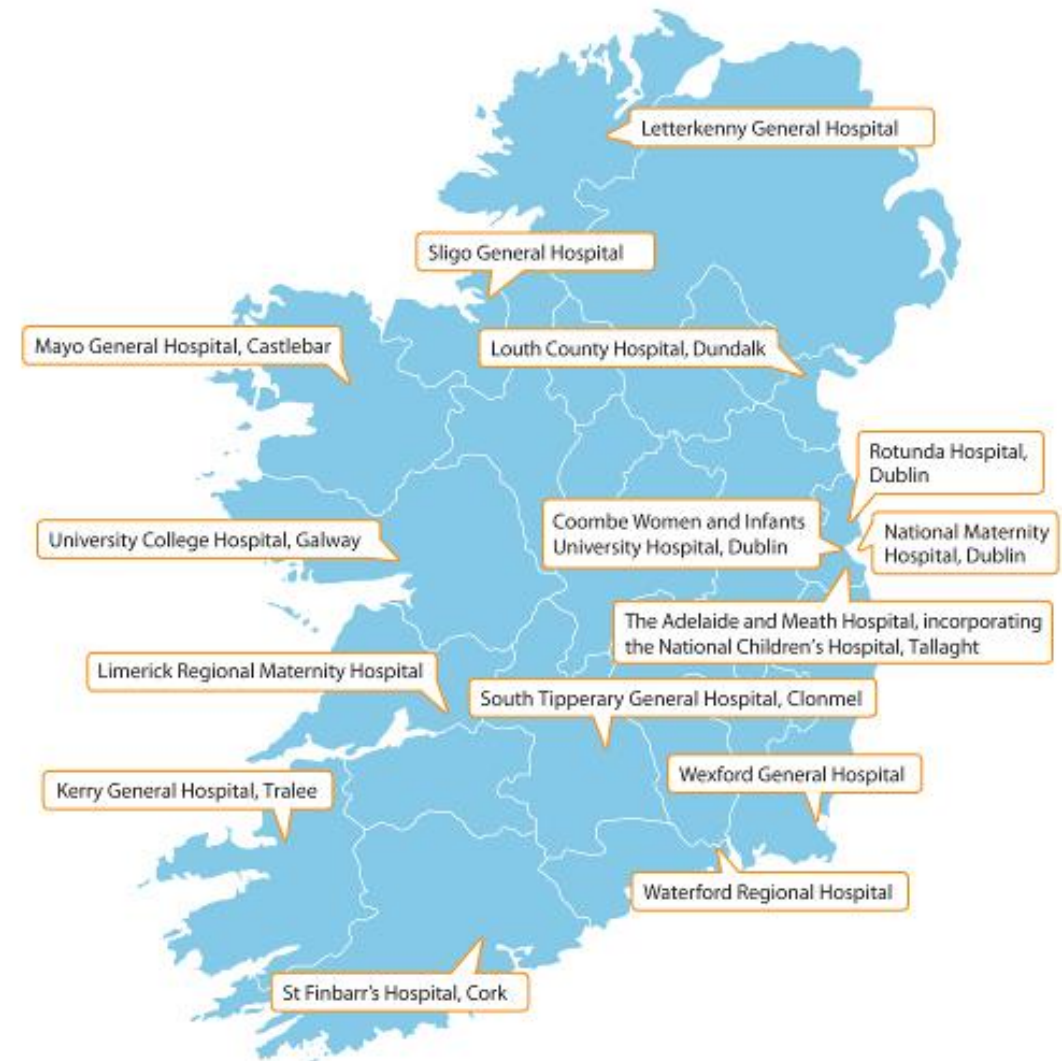 Letterkenny General Hospital
Sligo General Hospital
Mayo General Hospital, Castlebar
Louth County Hospital, Dundalk
Rotunda Hospital,
Dublin
Coombe Women and Infants
University Hospital, Dublin
National Maternity
Hospital, Dublin
University College Hospital, Galway
The Adelaide and Meath Hospital, incorporating
the National Children's Hospital, Tallaght
Limerick Regional Maternity Hospital
South Tipperary General Hospital, Clonmel
Wexford General Hospital
Kerry General Hospital, Tralee
Waterford Regional Hospital
St Finbarr's Hospital, Cork